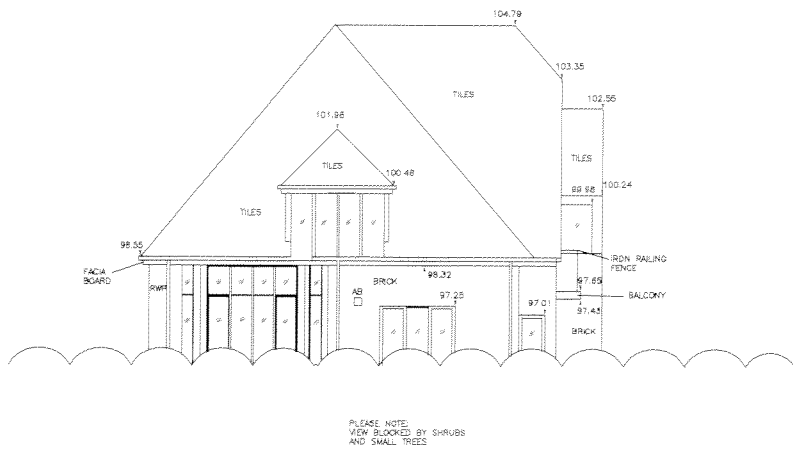 104.79
103.35
TILES
102.56
101.96
TILES
TILES
100.46
100.24
99.98
TILES
98.55
IRON RAILING
FENCE
FACIA
BOARD
98.32
BRICK
97.65
RWP
AB
97.25
BALCONY
97.01
97.43
BRICK
PLEASE NOTE:
VIEW BLOCKED BY SHRUBS
AND SMALL TREES